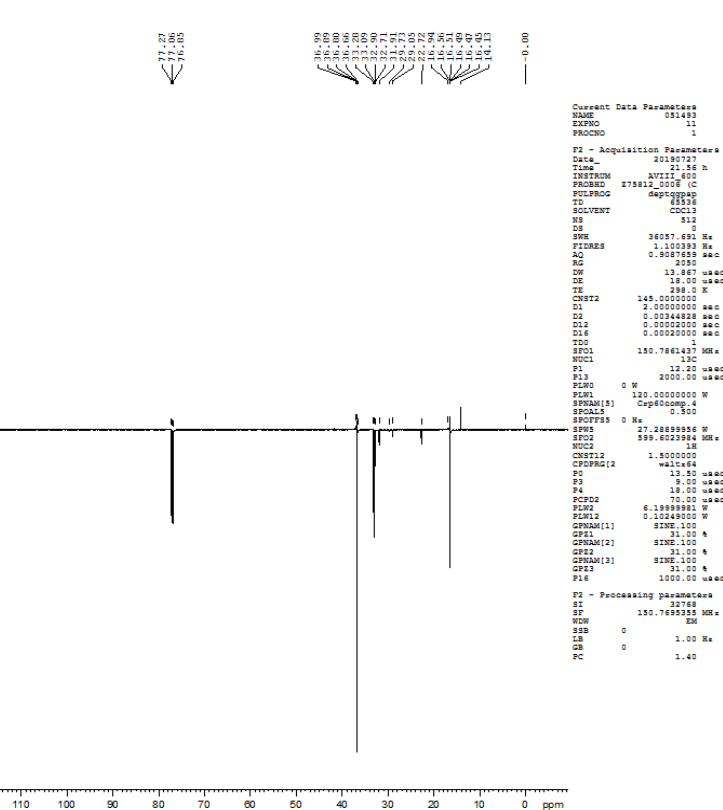 77.27
77.06
76.85
36.99
36.89
36.80
36.66
33.28
33.09
32.90
32.71
31.91
29.73
29.05
22.72
16.94
16.56
16.51
16.49
16.47
16.45
14.13
-0.00
Current Data Parameters
NAME 051493
EXPNO 11
PROCNO 1
F2 - Acquisition Parameters
Date_ 20190727
Time 21.56 h
INSTRUM AVIII_600
PROBHD Z75812_0006 (C
PULPROG deptqgpsp
TD 65536
SOLVENT CDCl3
NS 512
DS 0
SWH 36057.691 Hz
FIDRES 1.100393 Hz
AQ 0.9087659 sec
RG 2050
DW 13.867 usec
DE 18.00 usec
TE 298.0 K
CNST2 145.0000000
D1 2.00000000 sec
D2 0.00344828 sec
D12 0.00002000 sec
D16 0.00020000 sec
TD0 1
SFO1 150.7861437 MHz
NUC1 13C
P1 12.20 usec
P13 2000.00 usec
PLW0 0 W
PLW1 120.00000000 W
SPNAM[5] Crp60comp.4
SPOAL5 0.500
SPOFFS5 0 Hz
SPW5 27.28899956 W
SFO2 599.6023984 MHz
NUC2 1H
CNST12 1.5000000
CPDPRG[2 waltz64
P0 13.50 usec
P3 9.00 usec
P4 18.00 usec
PCPD2 70.00 usec
PLW2 6.19999981 W
PLW12 0.10249000 W
GPNAM[1] SINE.100
GPZ1 31.00 %
GPNAM[2] SINE.100
GPZ2 31.00 %
GPNAM[3] SINE.100
GPZ3 31.00 %
P16 1000.00 usec
F2 - Processing parameters
SI 32768
SF 150.7695355 MHz
WDW EM
SSB 0
LB 1.00 Hz
GB 0
PC 1.40
110 100 90 80 70 60 50 40 30 20 10 0 ppm